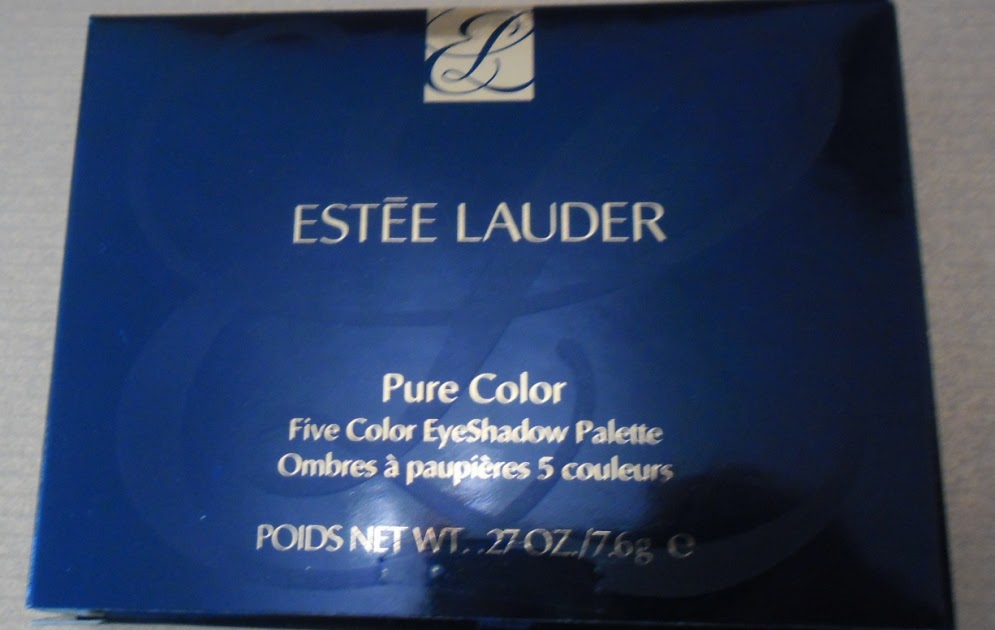 EL
ESTĒE LAUDER
Pure Color
Five Color EyeShadow Palette
Ombres à paupières 5 couleurs
POIDS NET WT. .27 OZ./7.6g ℮